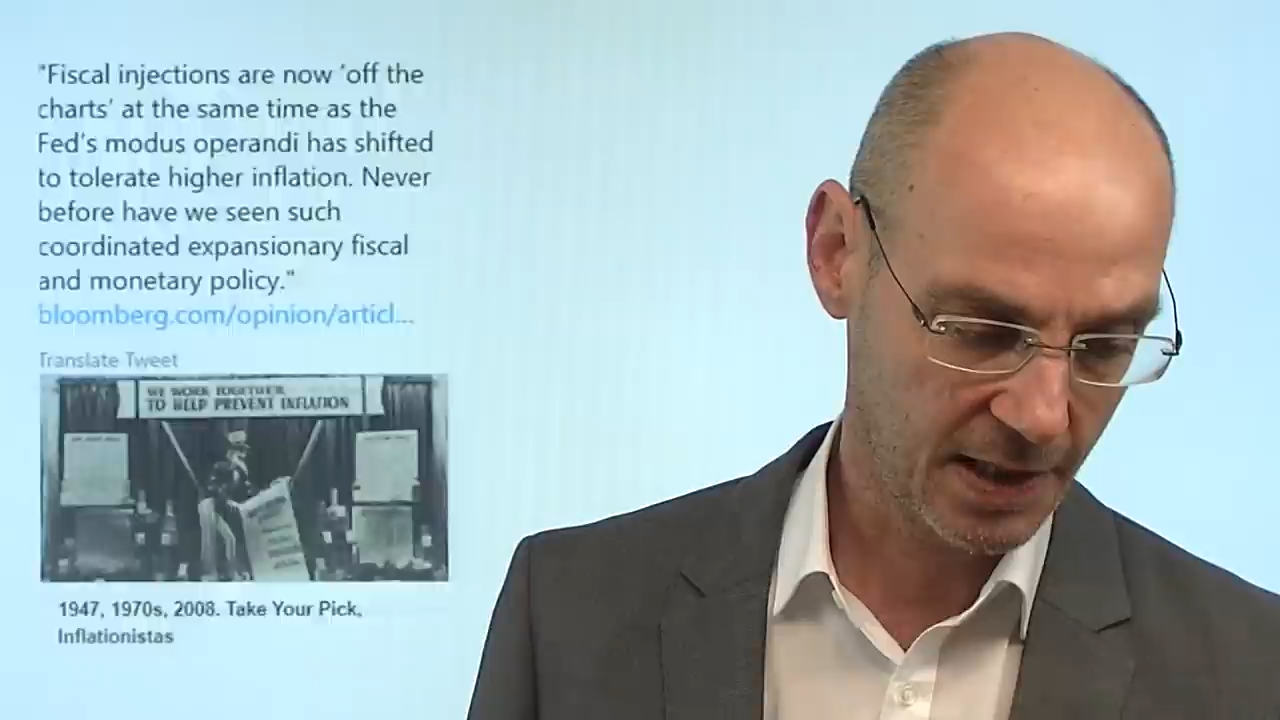 "Fiscal injections are now 'off the
charts' at the same time as the
Fed's modus operandi has shifted
to tolerate higher inflation. Never
before have we seen such
coordinated expansionary fiscal
and monetary policy."
bloomberg.com/opinion/articl...
Translate Tweet
WE WORK TOGETHER
TO HELP PREVENT INFLATION
1947, 1970s, 2008. Take Your Pick,
Inflationistas